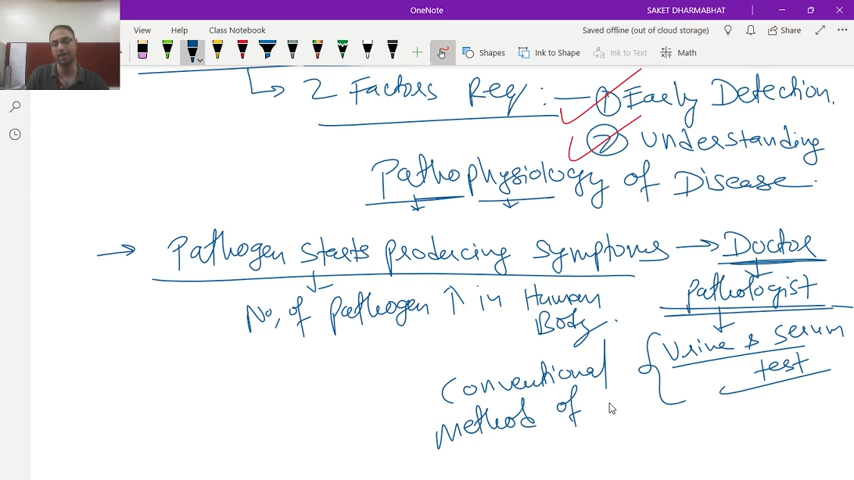 OneNote
SAKET DHARMABHAT
View Help Class Notebook
Saved offline (out of cloud storage)
Share
Shapes
Ink to Shape
Ink to Text
Math
2 Factors Req: — 1 Early Detection.
2 Understanding
Pathophysiology of Disease.
→ Pathogen starts producing symptoms → Doctor
No, of pathogen ↑ in Human
Body.
pathologist
Urine & serum
test
Conventional
method of